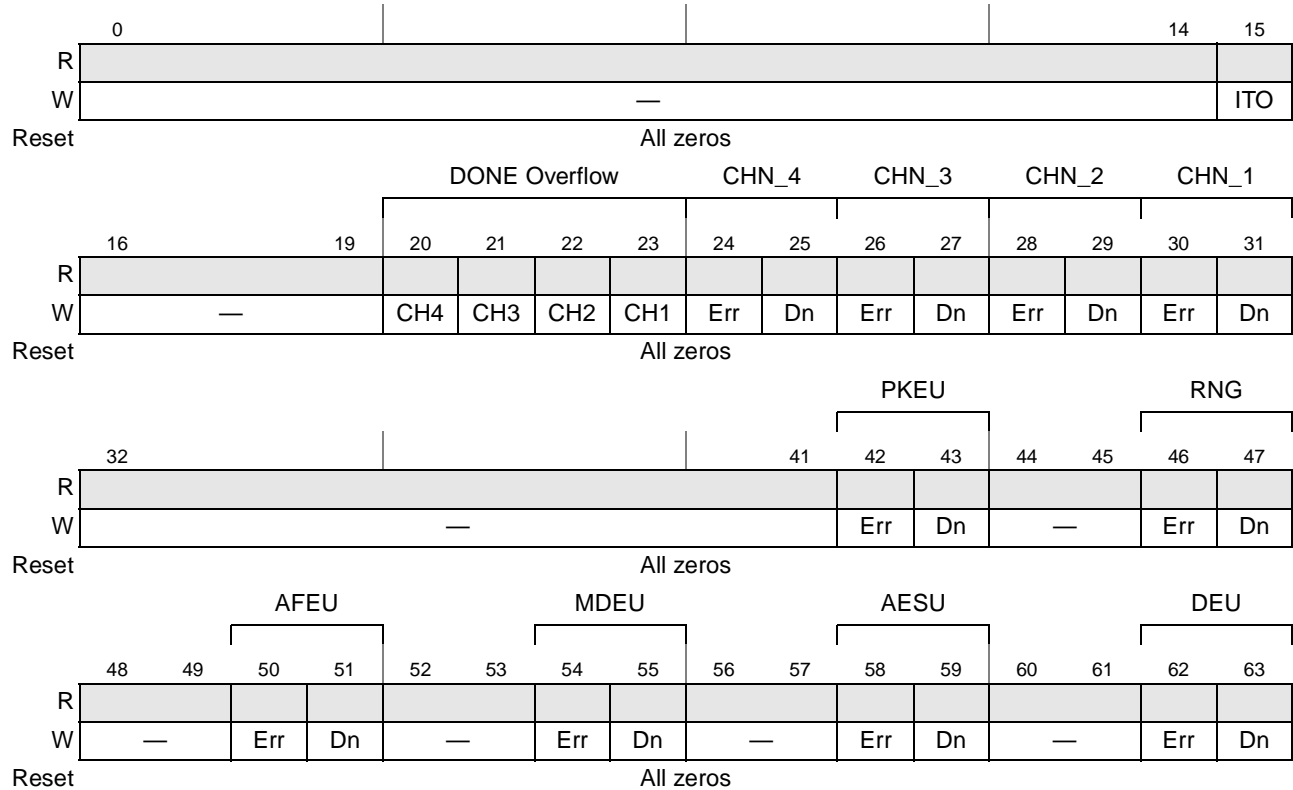 0 14 15
R
W — ITO
Reset All zeros
DONE Overflow CHN_4 CHN_3 CHN_2 CHN_1
16 19 20 21 22 23 24 25 26 27 28 29 30 31
R
W — CH4 CH3 CH2 CH1 Err Dn Err Dn Err Dn Err Dn
Reset All zeros
PKEU RNG
32 41 42 43 44 45 46 47
R
W — Err Dn — Err Dn
Reset All zeros
AFEU MDEU AESU DEU
48 49 50 51 52 53 54 55 56 57 58 59 60 61 62 63
R
W — Err Dn — Err Dn — Err Dn — Err Dn
Reset All zeros